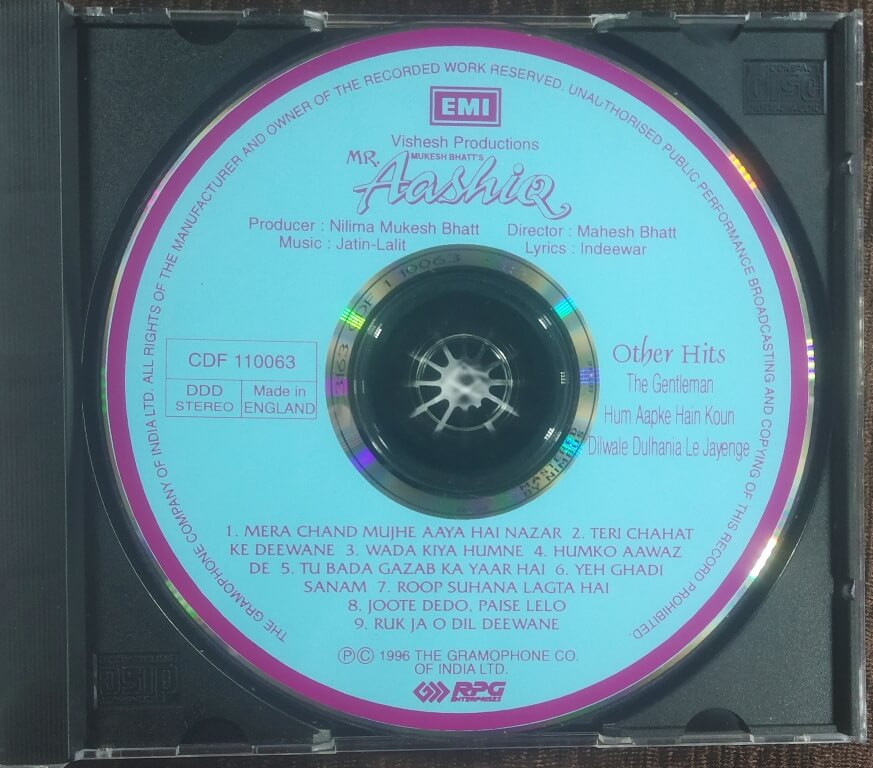 THE GRAMOPHONE COMPANY OF INDIA LTD. ALL RIGHTS OF THE MANUFACTURER AND OWNER OF THE RECORDED WORK RESERVED. UNAUTHORISED PUBLIC PERFORMANCE BROADCASTING AND COPYING OF THIS RECORD PROHIBITED.
EMI
Vishesh Productions
MUKESH BHATT'S
MR. Aashiq
Producer : Nilima Mukesh Bhatt Director : Mahesh Bhatt
Music : Jatin-Lalit Lyrics : Indeewar
CDF 110063
DDD STEREO
Made in ENGLAND
Other Hits
The Gentleman
Hum Aapke Hain Koun
Dilwale Dulhania Le Jayenge
MASTERED
BY NIMBUS
1. MERA CHAND MUJHE AAYA HAI NAZAR 2. TERI CHAHAT
KE DEEWANE 3. WADA KIYA HUMNE 4. HUMKO AAWAZ
DE 5. TU BADA GAZAB KA YAAR HAI 6. YEH GHADI
SANAM 7. ROOP SUHANA LAGTA HAI
8. JOOTE DEDO, PAISE LELO
9. RUK JA O DIL DEEWANE
ⓅⒸ 1996 THE GRAMOPHONE CO.
OF INDIA LTD.
RPG
ENTERPRISES